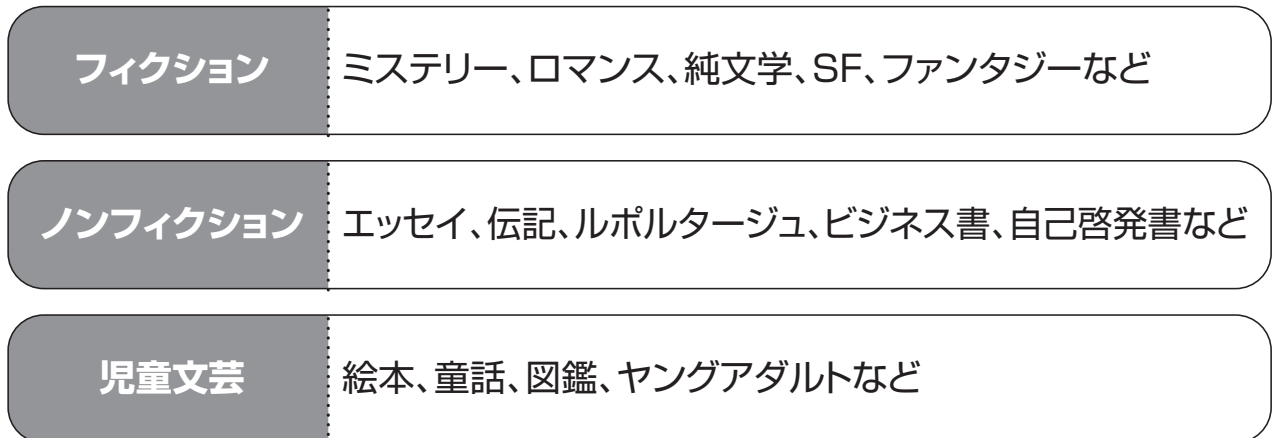 フィクション
ミステリー、ロマンス、純文学、SF、ファンタジーなど
ノンフィクション
エッセイ、伝記、ルポルタージュ、ビジネス書、自己啓発書など
児童文芸
絵本、童話、図鑑、ヤングアダルトなど